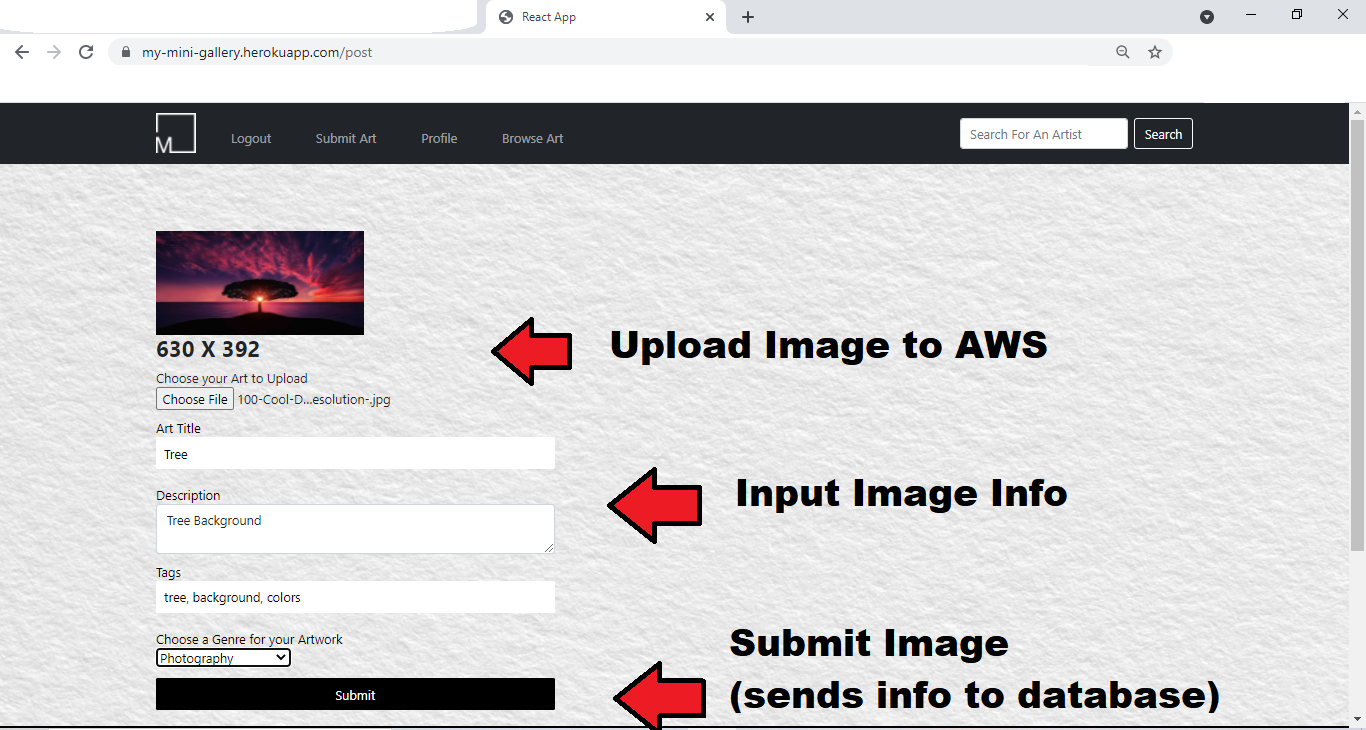 React App
my-mini-gallery.herokuapp.com/post
M
Logout
Submit Art
Profile
Browse Art
Search For An Artist
Search
630 X 392
Upload Image to AWS
Choose your Art to Upload
Choose File 100-Cool-D...esolution-.jpg
Art Title
Tree
Description
Input Image Info
Tree Background
Tags
tree, background, colors
Choose a Genre for your Artwork
Photography
Submit Image
(sends info to database)
Submit